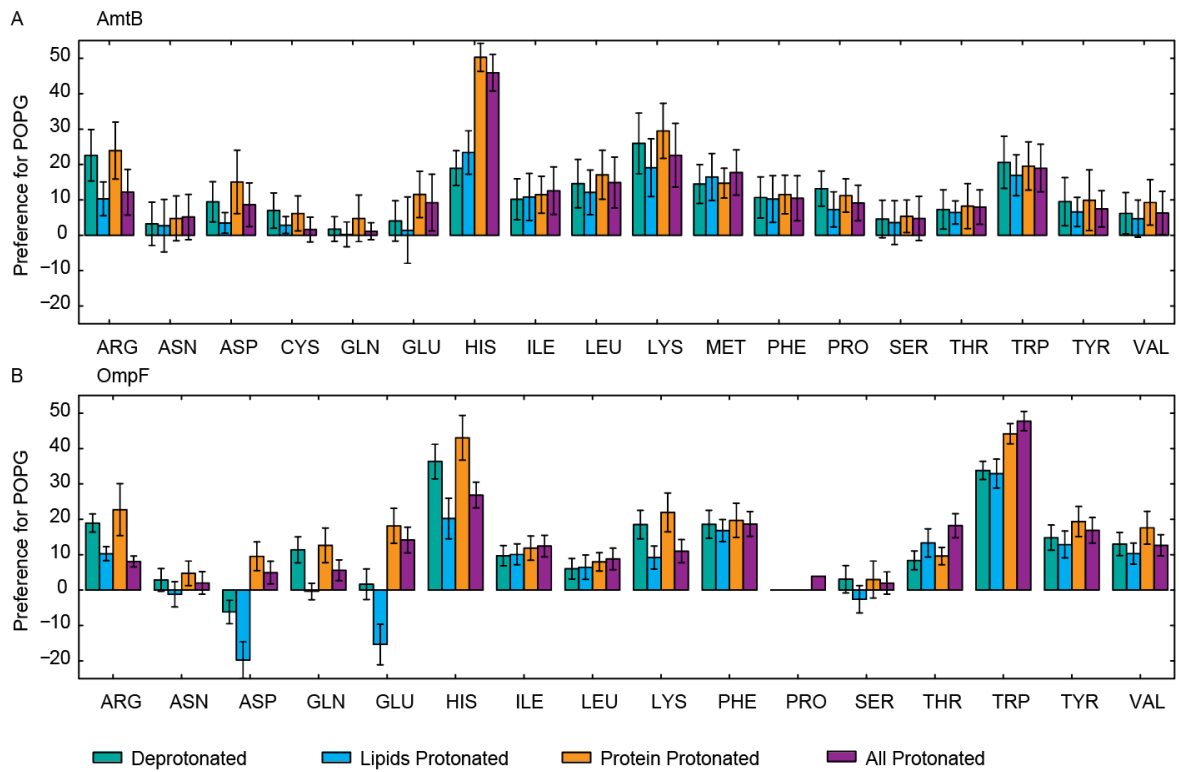 A AmtB
Preference for POPG
50
40
30
20
10
0
−10
−20
ARG ASN ASP CYS GLN GLU HIS ILE LEU LYS MET PHE PRO SER THR TRP TYR VAL
B OmpF
Preference for POPG
50
40
30
20
10
0
−10
−20
ARG ASN ASP GLN GLU HIS ILE LEU LYS PHE PRO SER THR TRP TYR VAL
Deprotonated Lipids Protonated Protein Protonated All Protonated